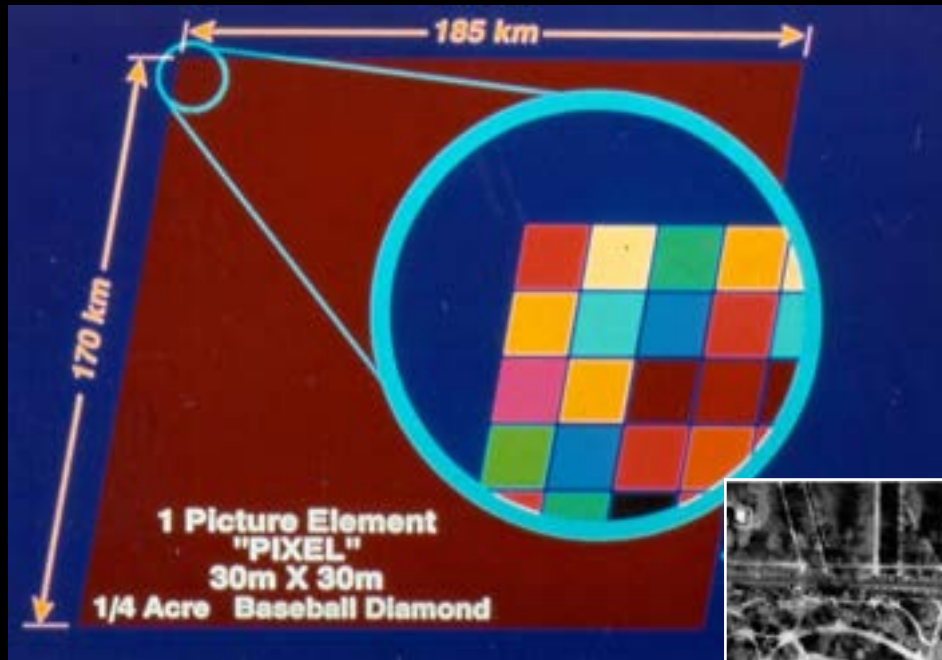 185 km
170 km
1 Picture Element
"PIXEL"
30m X 30m
1/4 Acre Baseball Diamond